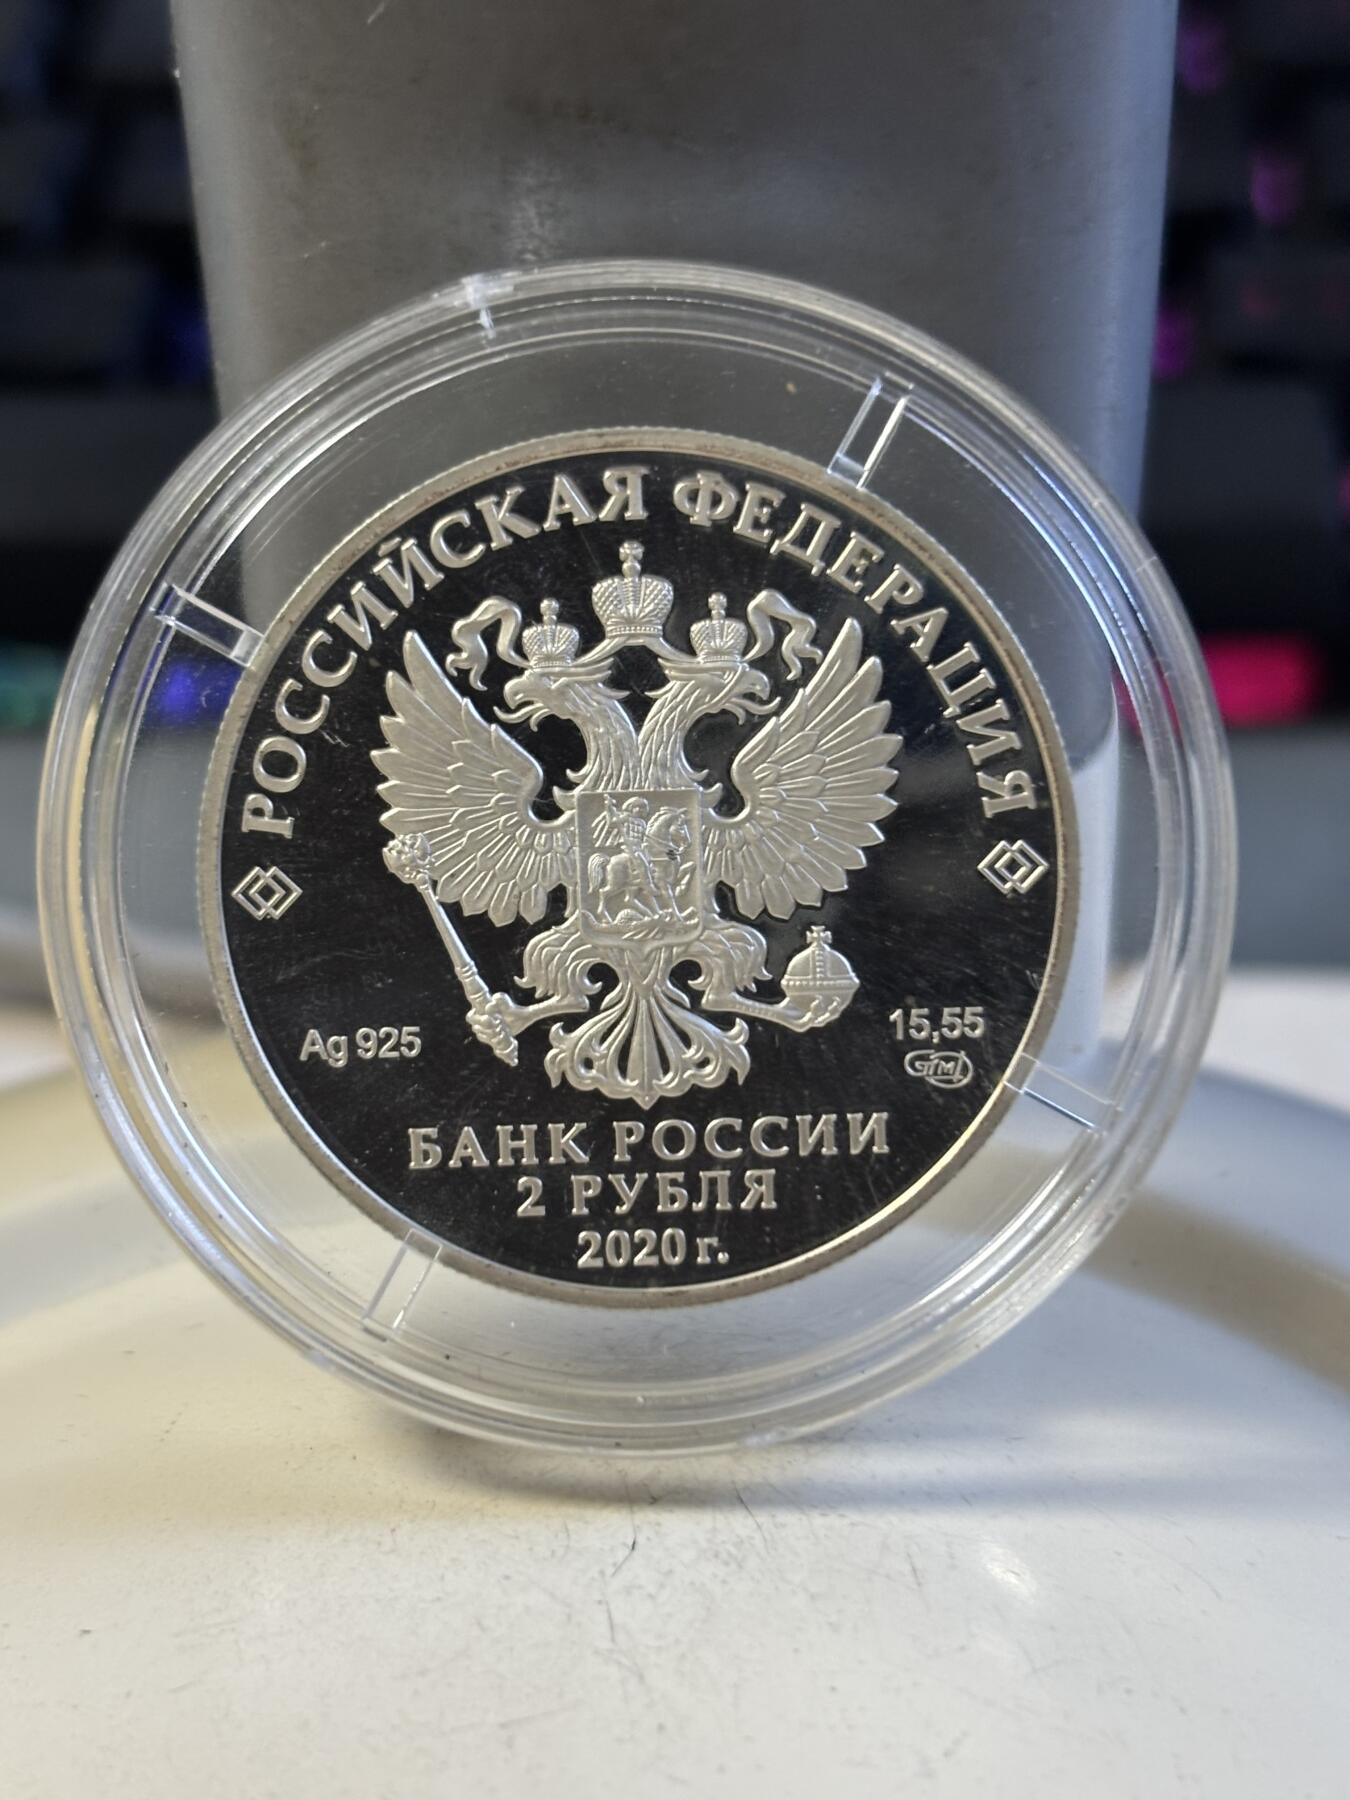 РОССИЙСКАЯ ФЕДЕРАЦИЯ
Ag 925
15,55
СПМД
БАНК РОССИИ
2 РУБЛЯ
2020 г.